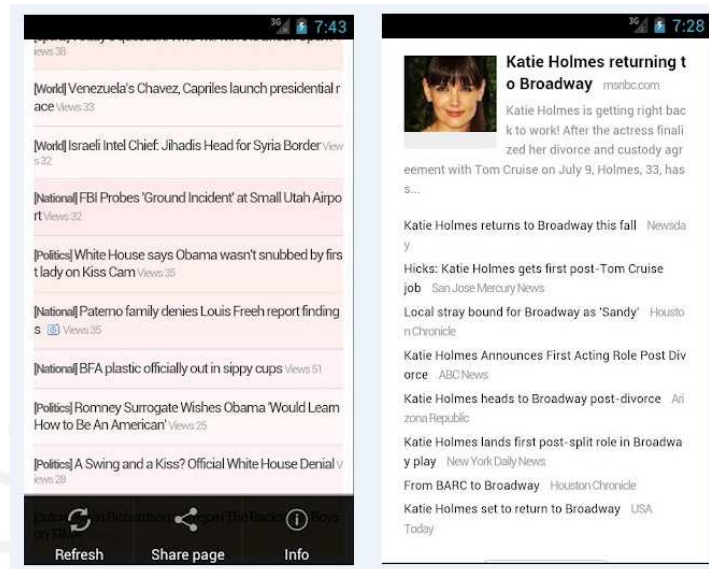 3G 7:43
iews 38
[World] Venezuela's Chavez, Capriles launch presidential r
ace Views 33
[World] Israeli Intel Chief: Jihadis Head for Syria Border View
s 32
[National] FBI Probes 'Ground Incident' at Small Utah Airpo
rt Views 32
[Politics] White House says Obama wasn't snubbed by firs
t lady on Kiss Cam Views 35
[National] Paterno family denies Louis Freeh report finding
s Views 35
[National] BFA plastic officially out in sippy cups Views 51
[Politics] Romney Surrogate Wishes Obama 'Would Learn
How to Be An American' Views 25
[Politics] A Swing and a Kiss? Official White House Denial V
iews 28
Refresh
Share page
Info
3G 7:28
Katie Holmes returning t
o Broadway msnbc.com
Katie Holmes is getting right bac
k to work! After the actress finali
zed her divorce and custody agr
eement with Tom Cruise on July 9, Holmes, 33, has
s...
Katie Holmes returns to Broadway this fall Newsda
y
Hicks: Katie Holmes gets first post-Tom Cruise
job San Jose Mercury News
Local stray bound for Broadway as 'Sandy' Housto
n Chronicle
Katie Holmes Announces First Acting Role Post Div
orce ABC News
Katie Holmes heads to Broadway post-divorce Ari
zona Republic
Katie Holmes lands first post-split role in Broadwa
y play New York Daily News
From BARC to Broadway Houston Chronicle
Katie Holmes set to return to Broadway USA
Today